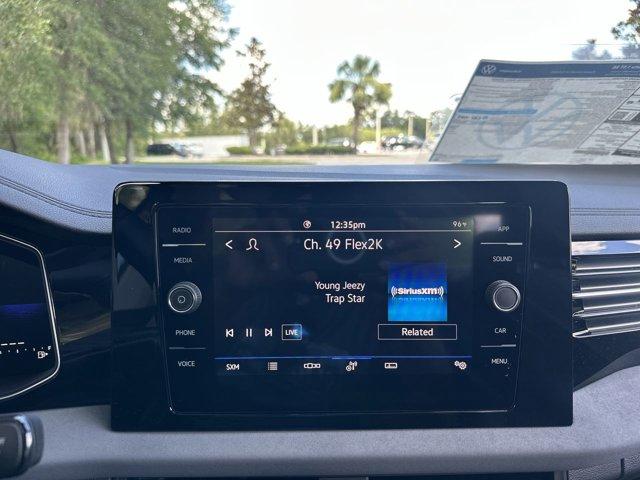 12:35pm
96°F
RADIO
APP
< Ch. 49 Flex2K >
MEDIA
SOUND
Young Jeezy
Trap Star
((SiriusXM))
LIVE
Related
PHONE
CAR
VOICE
MENU
SXM